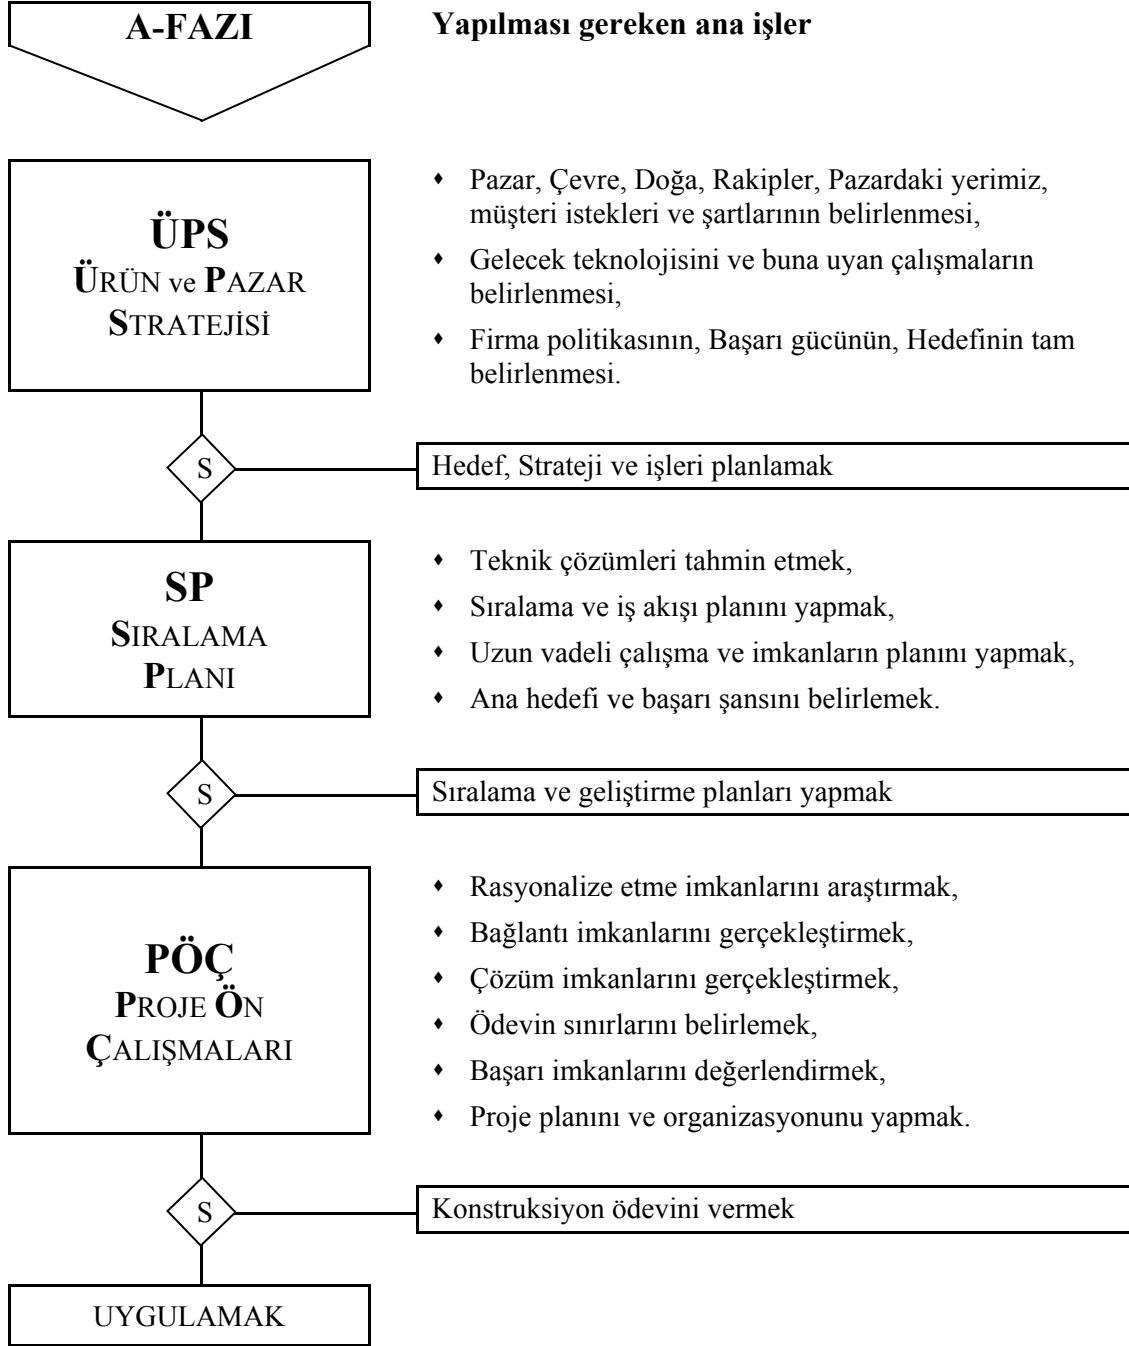 A-FAZI
Yapılması gereken ana işler
ÜPS
ÜRÜN ve PAZAR
STRATEJİSİ
♦ Pazar, Çevre, Doğa, Rakipler, Pazardaki yerimiz,
müşteri istekleri ve şartlarının belirlenmesi,
♦ Gelecek teknolojisini ve buna uyan çalışmaların
belirlenmesi,
♦ Firma politikasının, Başarı gücünün, Hedefinin tam
belirlenmesi.
S
Hedef, Strateji ve işleri planlamak
SP
SIRALAMA
PLANI
♦ Teknik çözümleri tahmin etmek,
♦ Sıralama ve iş akışı planını yapmak,
♦ Uzun vadeli çalışma ve imkanların planını yapmak,
♦ Ana hedefi ve başarı şansını belirlemek.
S
Sıralama ve geliştirme planları yapmak
PÖÇ
PROJE ÖN
ÇALIŞMALARI
♦ Rasyonalize etme imkanlarını araştırmak,
♦ Bağlantı imkanlarını gerçekleştirmek,
♦ Çözüm imkanlarını gerçekleştirmek,
♦ Ödevin sınırlarını belirlemek,
♦ Başarı imkanlarını değerlendirmek,
♦ Proje planını ve organizasyonunu yapmak.
S
Konstruksiyon ödevini vermek
UYGULAMAK